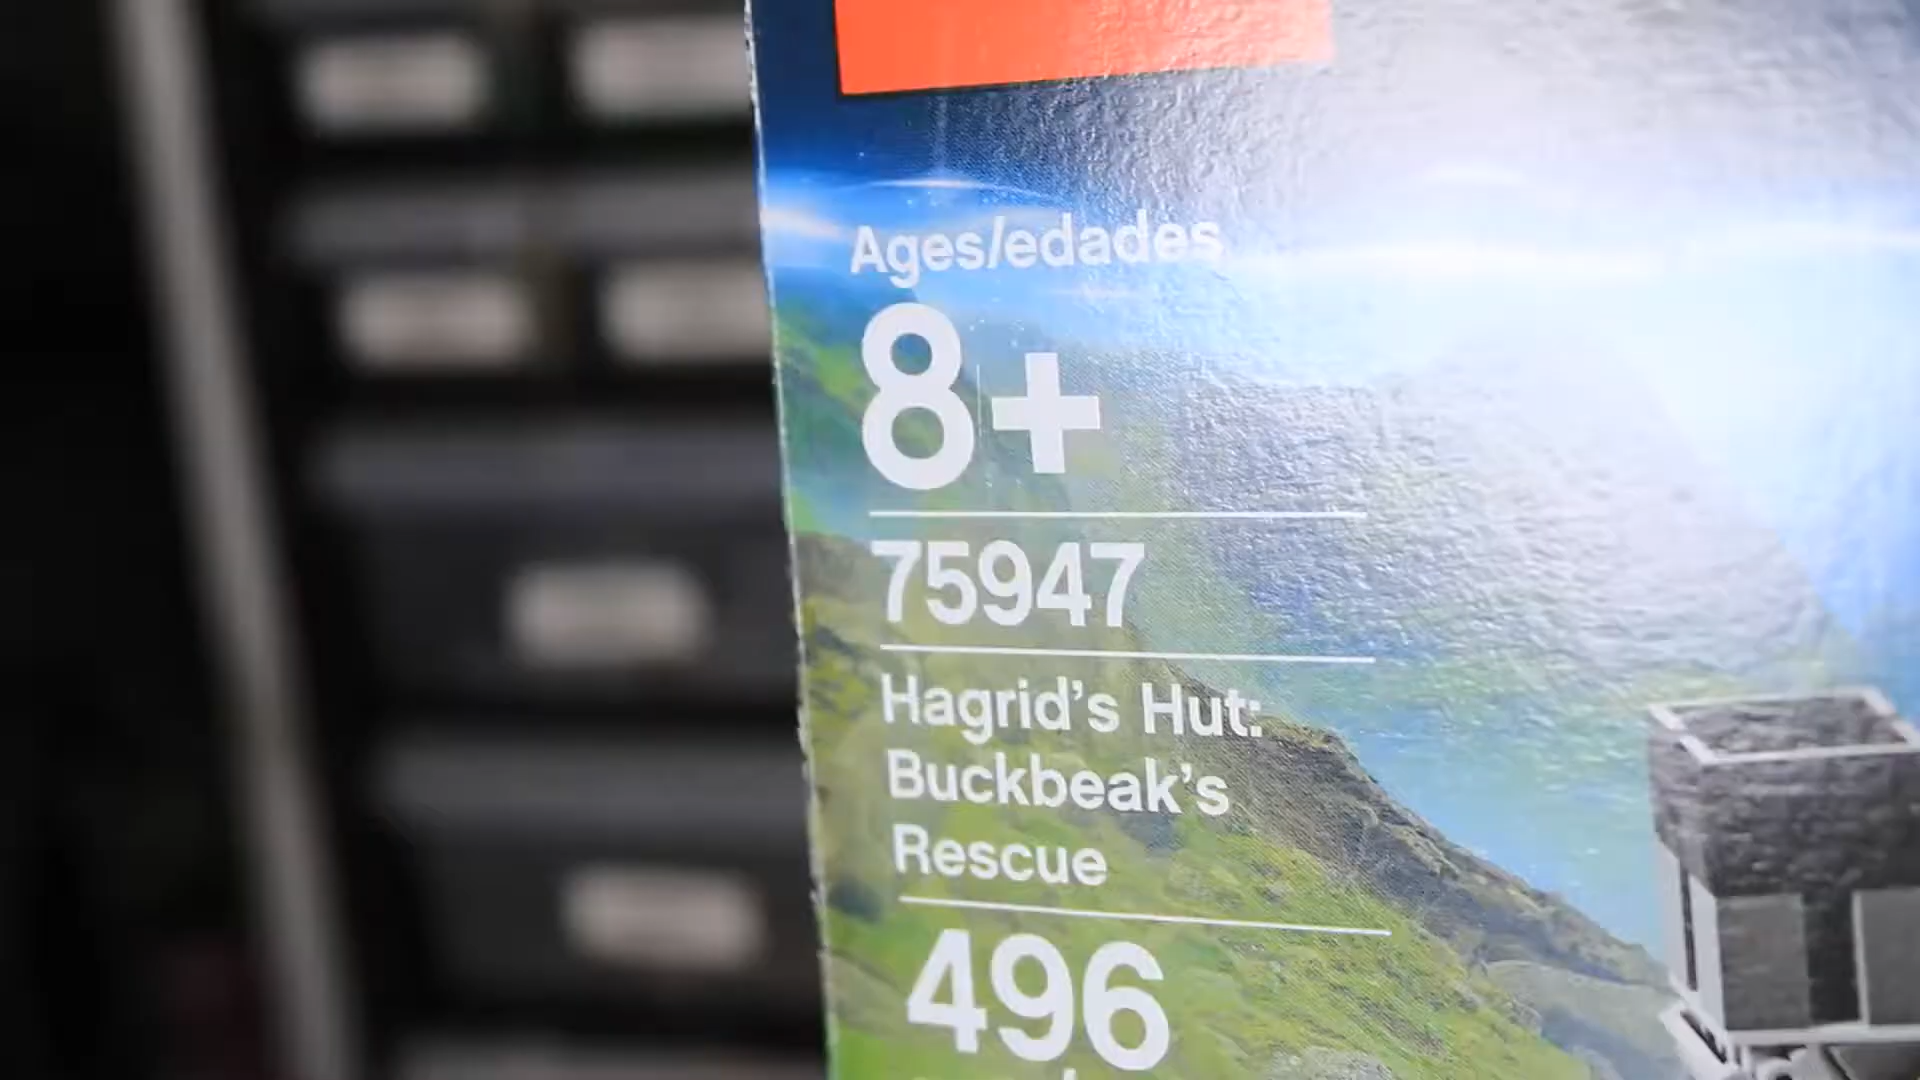 Ages/edades
8+
75947
Hagrid’s Hut:
Buckbeak’s
Rescue
496